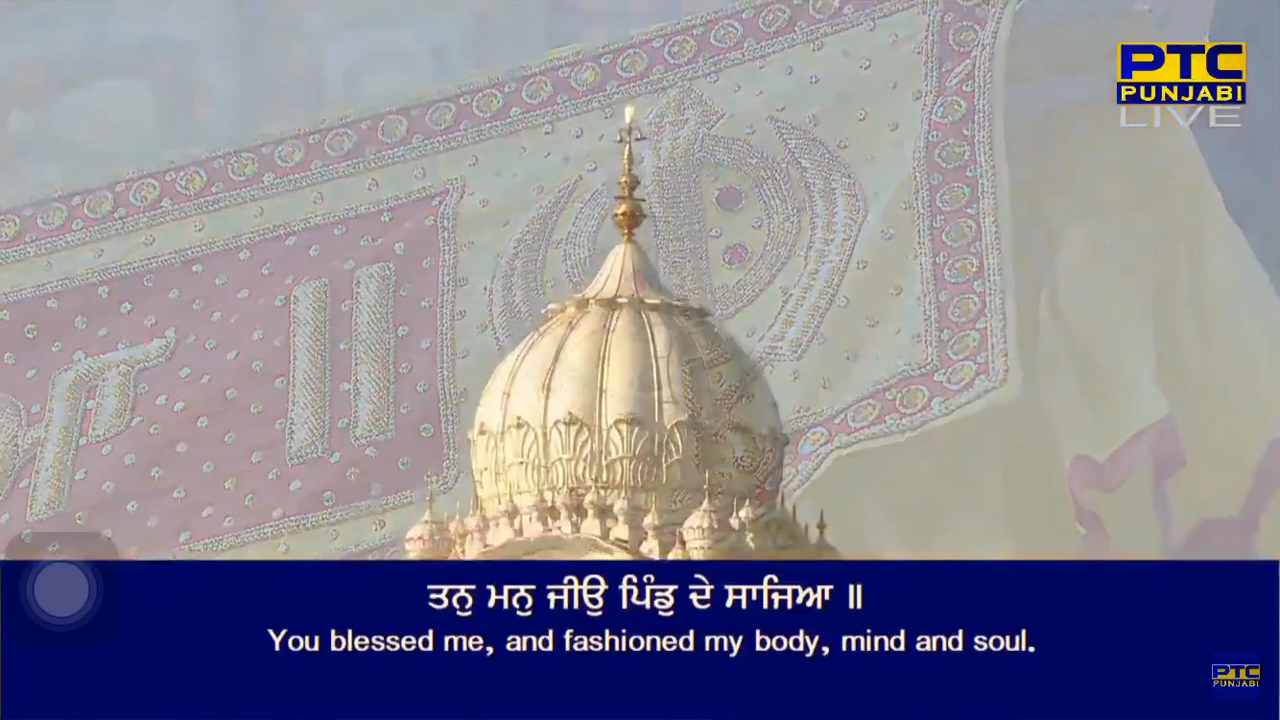 PTC
PUNJABI
LIVE
ਤਨੁ ਮਨੁ ਜੀਉ ਪਿੰਡੁ ਦੇ ਸਾਜਿਆ ॥
You blessed me, and fashioned my body, mind and soul.
PTC
PUNJABI